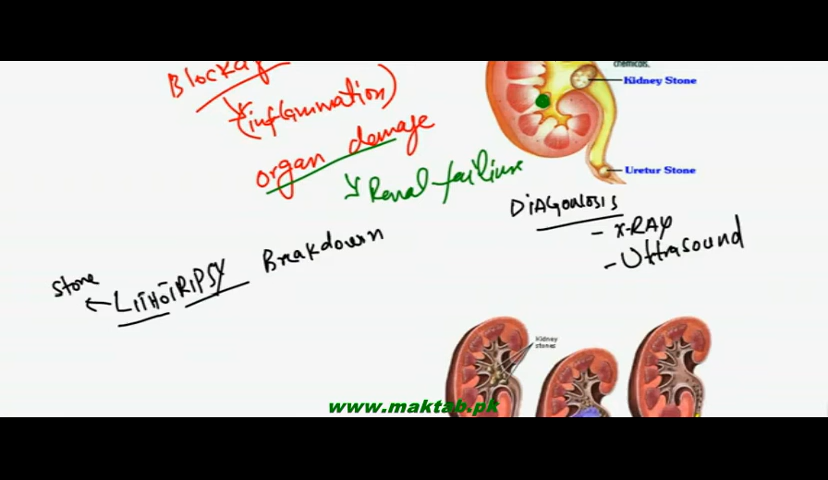 chemicals.
Kidney Stone
(inflammation)
organ damage
Renal failure
Uretur Stone
DIAGONOSIS
- X-RAY
- Ultrasound
Stone
LITHOTRIPSY Breakdown
Kidney
stones
www.maktab.pk